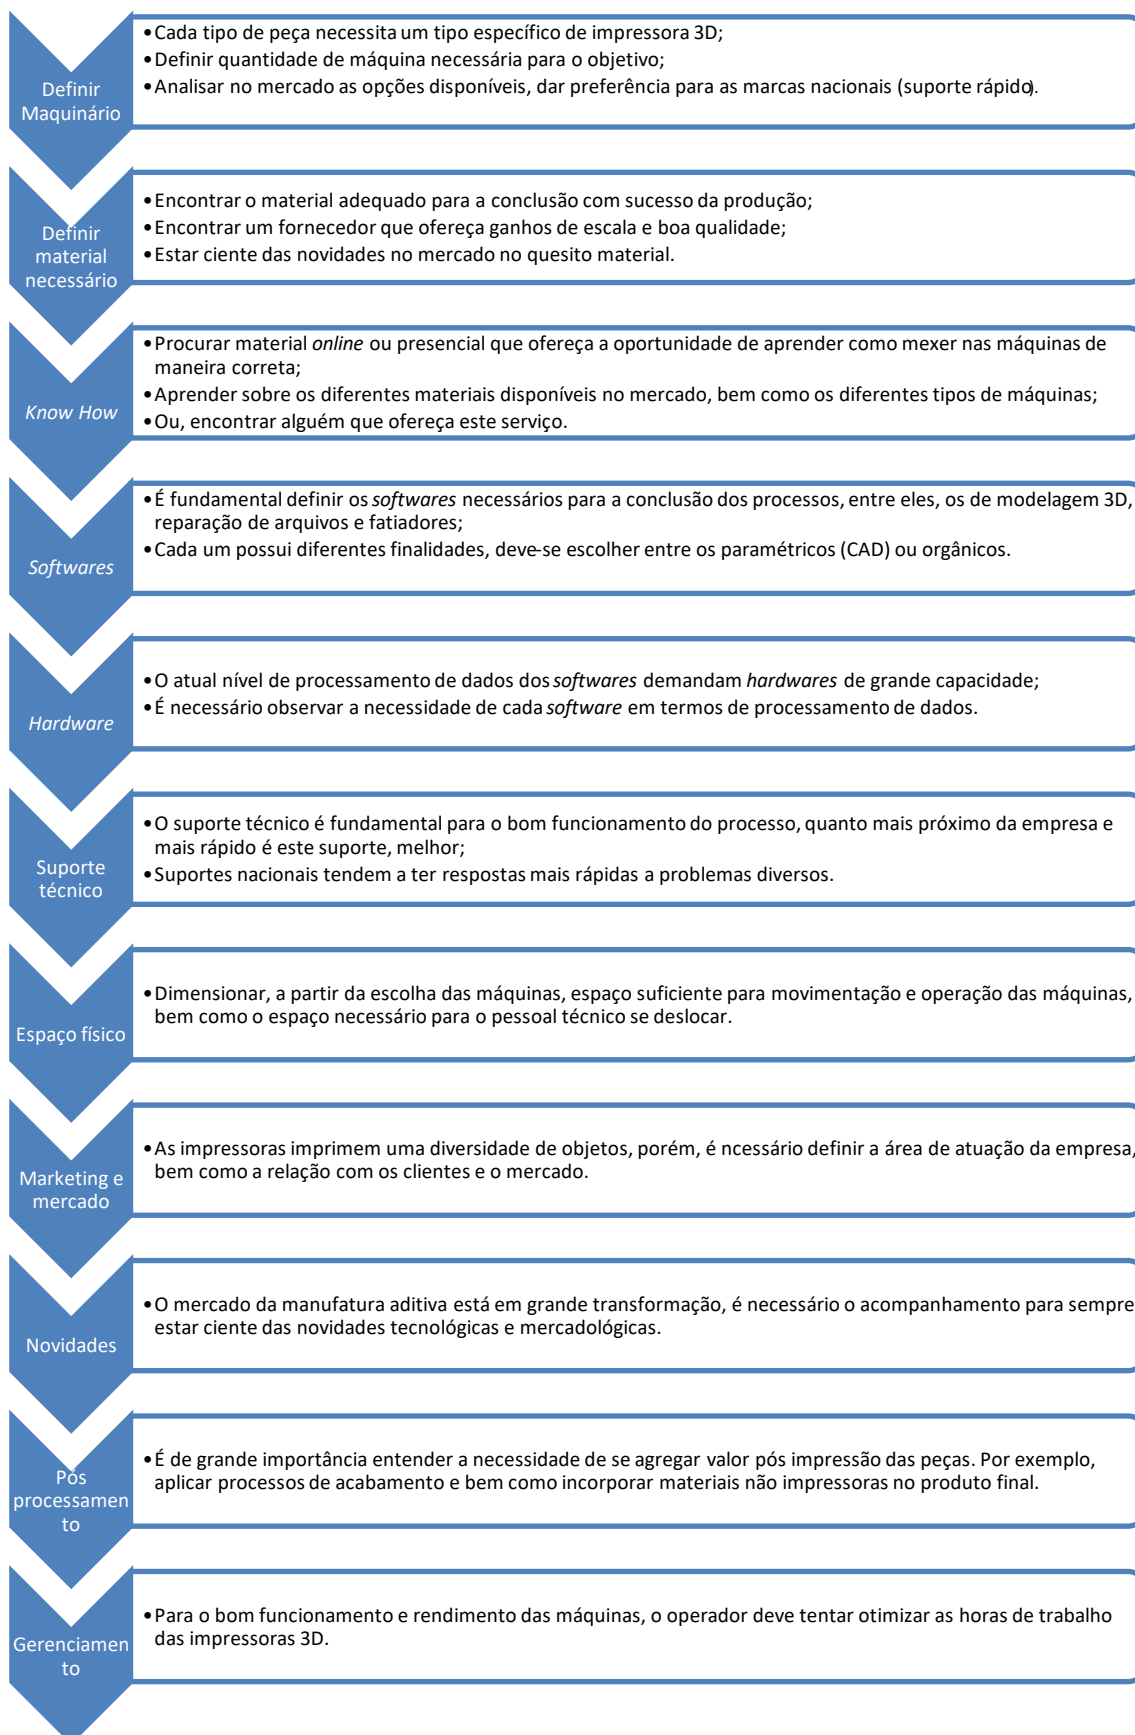 Definir
Maquinário
•Cada tipo de peça necessita um tipo específico de impressora 3D;
•Definir quantidade de máquina necessária para o objetivo;
•Analisar no mercado as opções disponíveis, dar preferência para as marcas nacionais (suporte rápido).
Definir
material
necessário
•Encontrar o material adequado para a conclusão com sucesso da produção;
•Encontrar um fornecedor que ofereça ganhos de escala e boa qualidade;
•Estar ciente das novidades no mercado no quesito material.
Know How
•Procurar material online ou presencial que ofereça a oportunidade de aprender como mexer nas máquinas de
maneira correta;
•Aprender sobre os diferentes materiais disponíveis no mercado, bem como os diferentes tipos de máquinas;
•Ou, encontrar alguém que ofereça este serviço.
Softwares
•É fundamental definir os softwares necessários para a conclusão dos processos, entre eles, os de modelagem 3D,
reparação de arquivos e fatiadores;
•Cada um possui diferentes finalidades, deve-se escolher entre os paramétricos (CAD) ou orgânicos.
Hardware
•O atual nível de processamento de dados dos softwares demandam hardwares de grande capacidade;
•É necessário observar a necessidade de cada software em termos de processamento de dados.
Suporte
técnico
•O suporte técnico é fundamental para o bom funcionamento do processo, quanto mais próximo da empresa e
mais rápido é este suporte, melhor;
•Suportes nacionais tendem a ter respostas mais rápidas a problemas diversos.
Espaço físico
•Dimensionar, a partir da escolha das máquinas, espaço suficiente para movimentação e operação das máquinas,
bem como o espaço necessário para o pessoal técnico se deslocar.
Marketing e
mercado
•As impressoras imprimem uma diversidade de objetos, porém, é ncessário definir a área de atuação da empresa,
bem como a relação com os clientes e o mercado.
Novidades
•O mercado da manufatura aditiva está em grande transformação, é necessário o acompanhamento para sempre
estar ciente das novidades tecnológicas e mercadológicas.
Pós
processamen
to
•É de grande importância entender a necessidade de se agregar valor pós impressão das peças. Por exemplo,
aplicar processos de acabamento e bem como incorporar materiais não impressoras no produto final.
Gerenciamen
to
•Para o bom funcionamento e rendimento das máquinas, o operador deve tentar otimizar as horas de trabalho
das impressoras 3D.